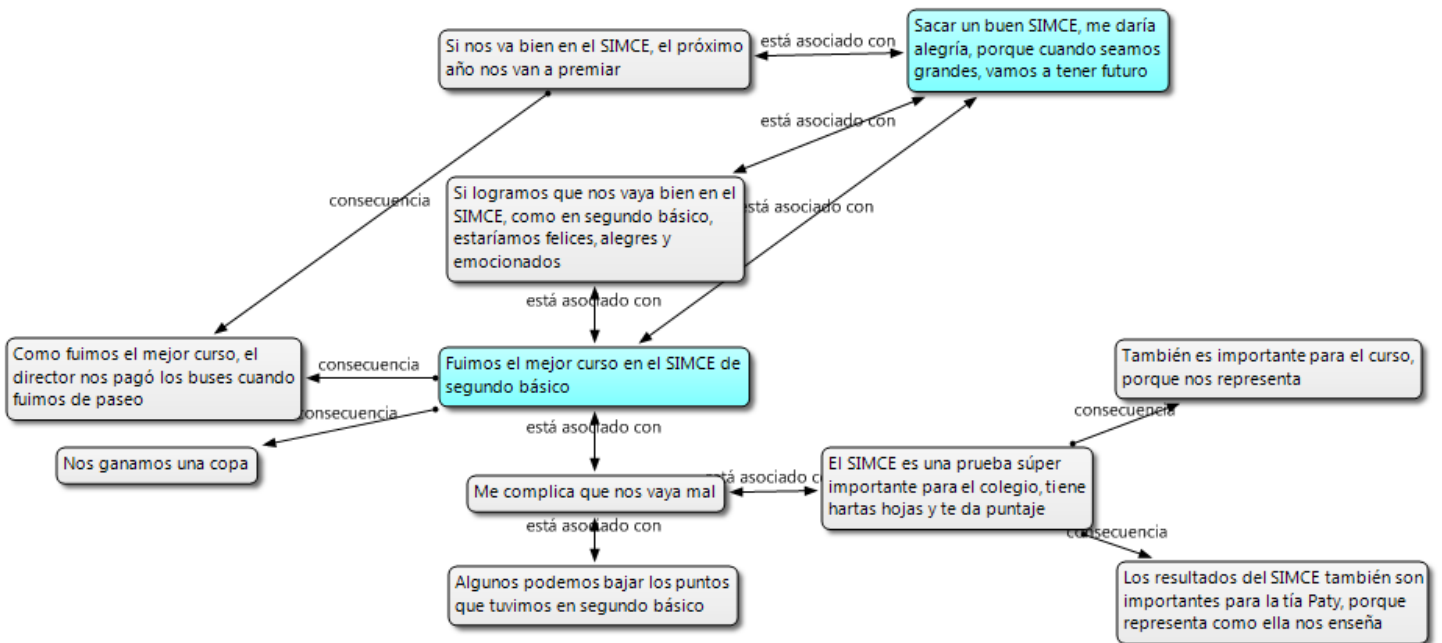 Sacar un buen SIMCE, me daría
alegría, porque cuando seamos
grandes, vamos a tener futuro
Si nos va bien en el SIMCE, el próximo
año nos van a premiar
está asociado con
está asociado con
Si logramos que nos vaya bien en el
SIMCE, como en segundo básico,
estaríamos felices, alegres y
emocionados
consecuencia
está asociado con
está asociado con
Como fuimos el mejor curso, el
director nos pagó los buses cuando
fuimos de paseo
consecuencia
Fuimos el mejor curso en el SIMCE de
segundo básico
También es importante para el curso,
porque nos representa
consecuencia
consecuencia
está asociado con
Nos ganamos una copa
El SIMCE es una prueba súper
importante para el colegio, tiene
hartas hojas y te da puntaje
Me complica que nos vaya mal
está asociado c
está asociado con
consecuencia
Algunos podemos bajar los puntos
que tuvimos en segundo básico
Los resultados del SIMCE también son
importantes para la tía Paty, porque
representa como ella nos enseña